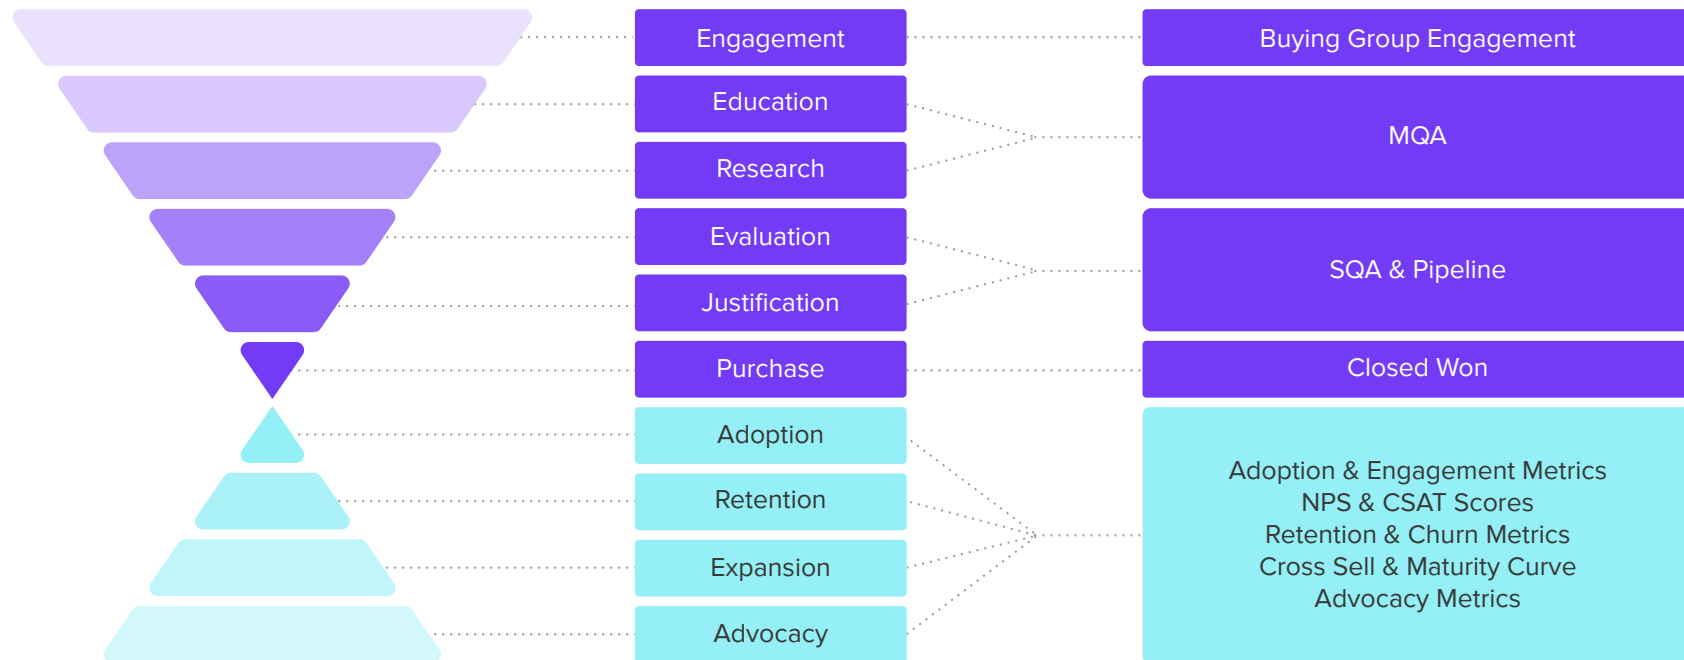 Engagement
Buying Group Engagement
Education
Research
MQA
Evaluation
Justification
SQA & Pipeline
Purchase
Closed Won
Adoption
Retention
Expansion
Advocacy
Adoption & Engagement Metrics
NPS & CSAT Scores
Retention & Churn Metrics
Cross Sell & Maturity Curve
Advocacy Metrics